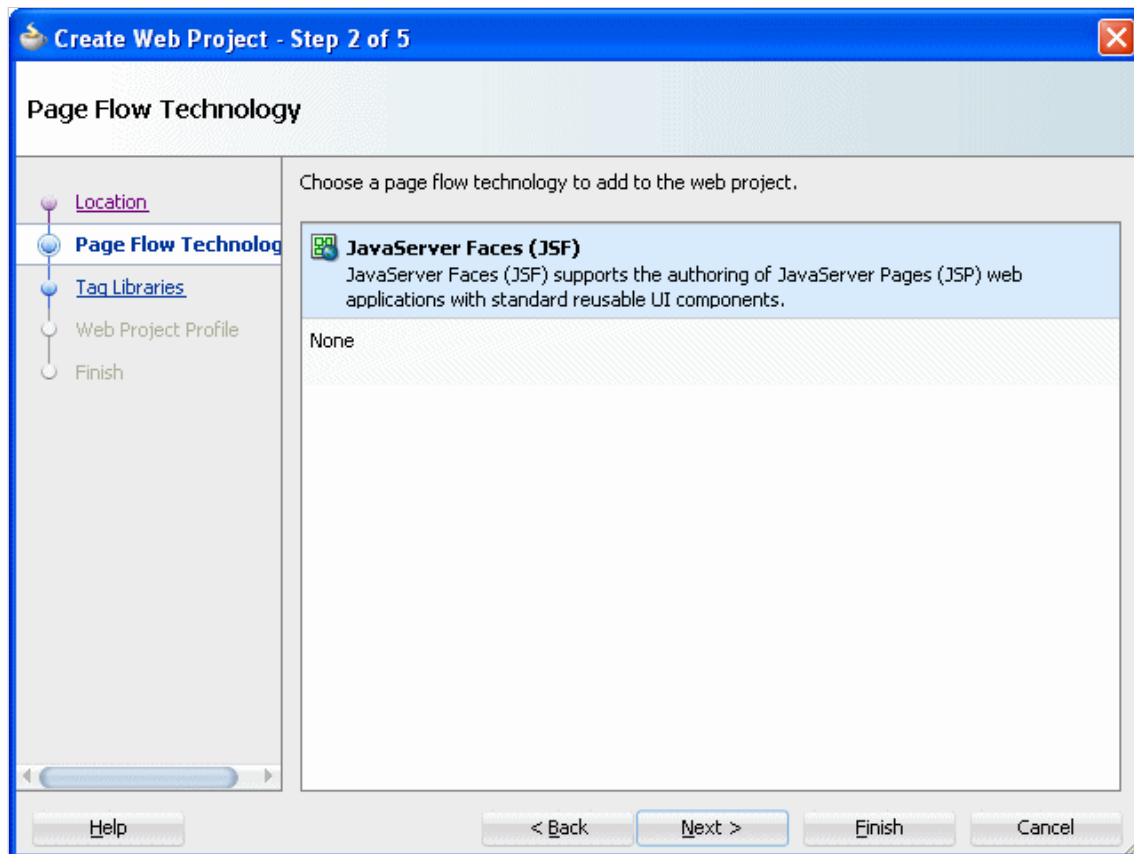 Create Web Project - Step 2 of 5
Page Flow Technology
Location
Page Flow Technolog
Tag Libraries
Web Project Profile
Finish
Choose a page flow technology to add to the web project.
JavaServer Faces (JSF)
JavaServer Faces (JSF) supports the authoring of JavaServer Pages (JSP) web
applications with standard reusable UI components.
None
Help
< Back
Next >
Finish
Cancel